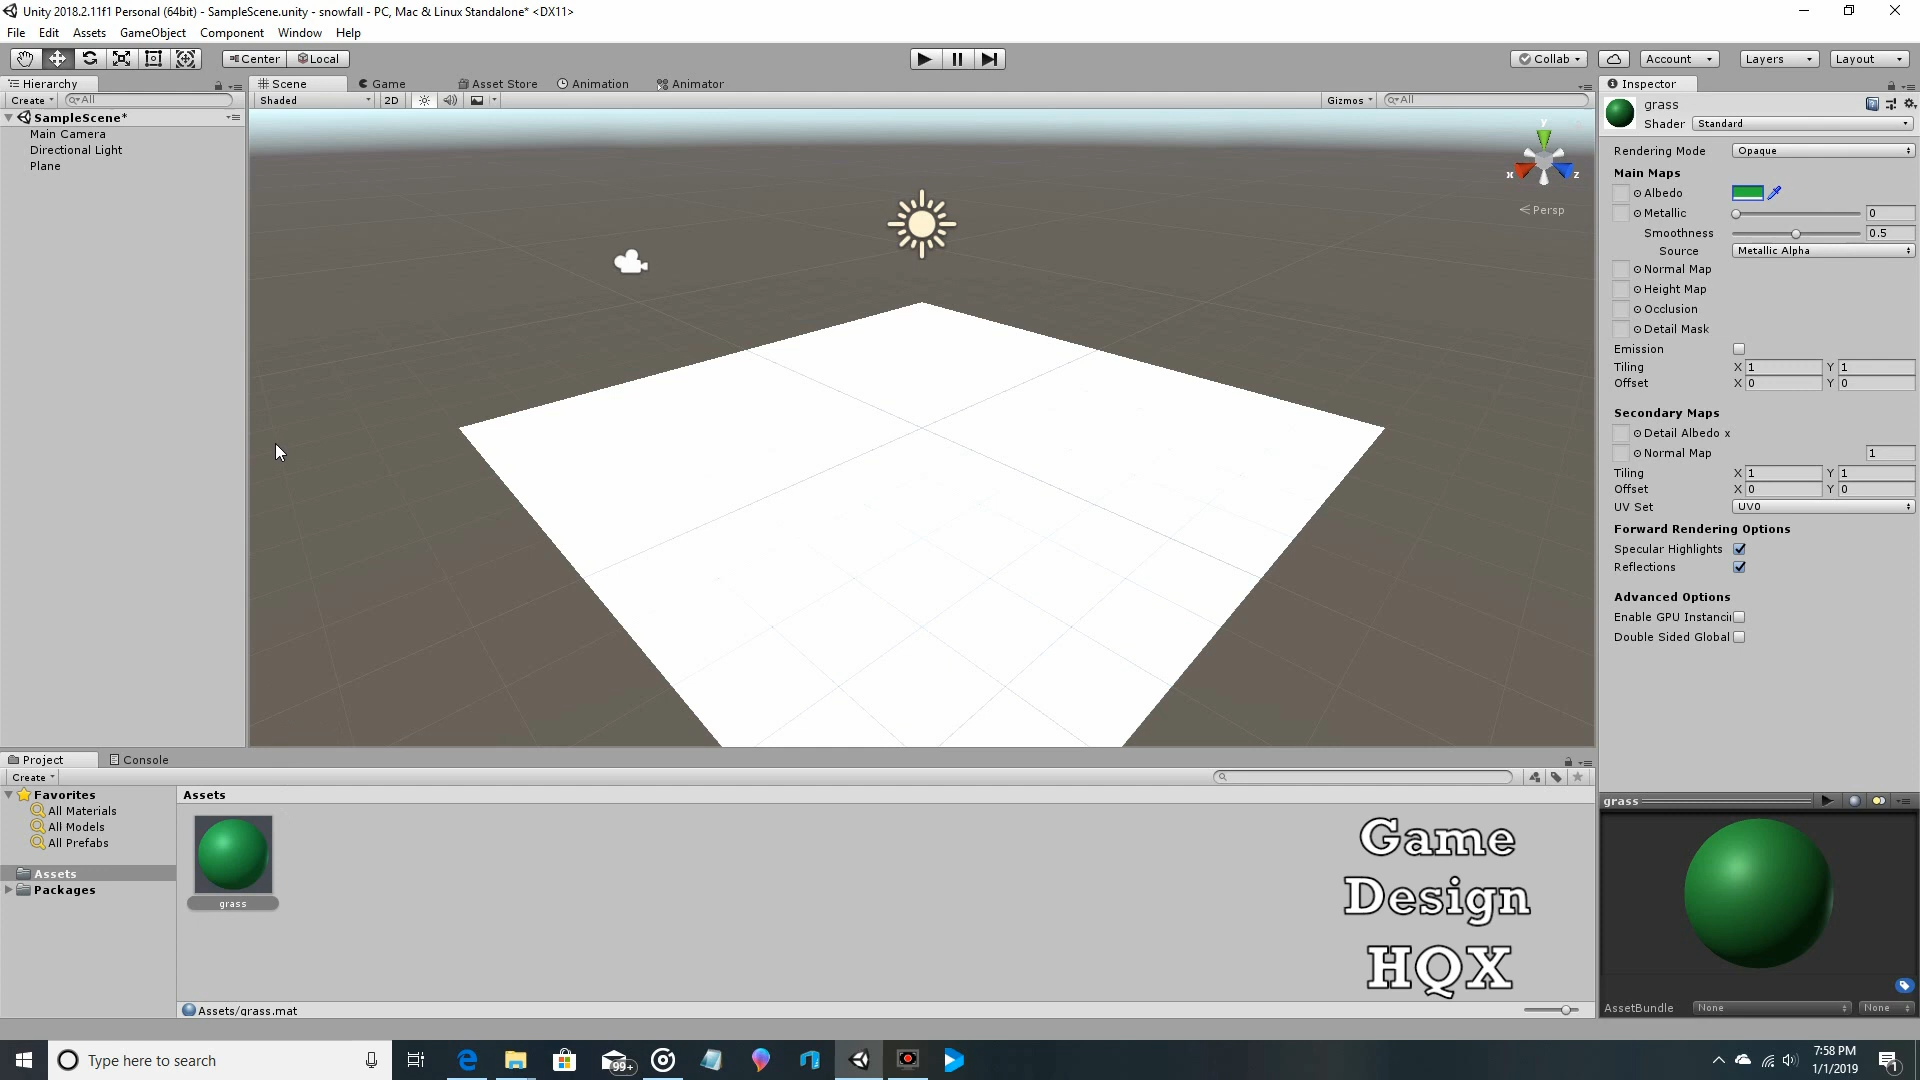 Unity 2018.2.11f1 Personal (64bit) - SampleScene.unity - snowfall - PC, Mac & Linux Standalone* <DX11>
File Edit Assets GameObject Component Window Help
Center Local
Collab Account Layers Layout
Hierarchy
Create All
SampleScene*
Main Camera
Directional Light
Plane
Scene Game Asset Store Animation Animator
Shaded 2D Gizmos All
y
x z
Persp
Inspector
grass
Shader Standard
Rendering Mode Opaque
Main Maps
Albedo
Metallic 0
Smoothness 0.5
Source Metallic Alpha
Normal Map
Height Map
Occlusion
Detail Mask
Emission
Tiling X 1 Y 1
Offset X 0 Y 0
Secondary Maps
Detail Albedo x
Normal Map 1
Tiling X 1 Y 1
Offset X 0 Y 0
UV Set UV0
Forward Rendering Options
Specular Highlights
Reflections
Advanced Options
Enable GPU Instanci
Double Sided Global
Project Console
Create
Favorites
All Materials
All Models
All Prefabs
Assets
Packages
Assets
grass
Assets/grass.mat
Game
Design
HQX
grass
AssetBundle None None
Type here to search
99+
7:58 PM
1/1/2019
1